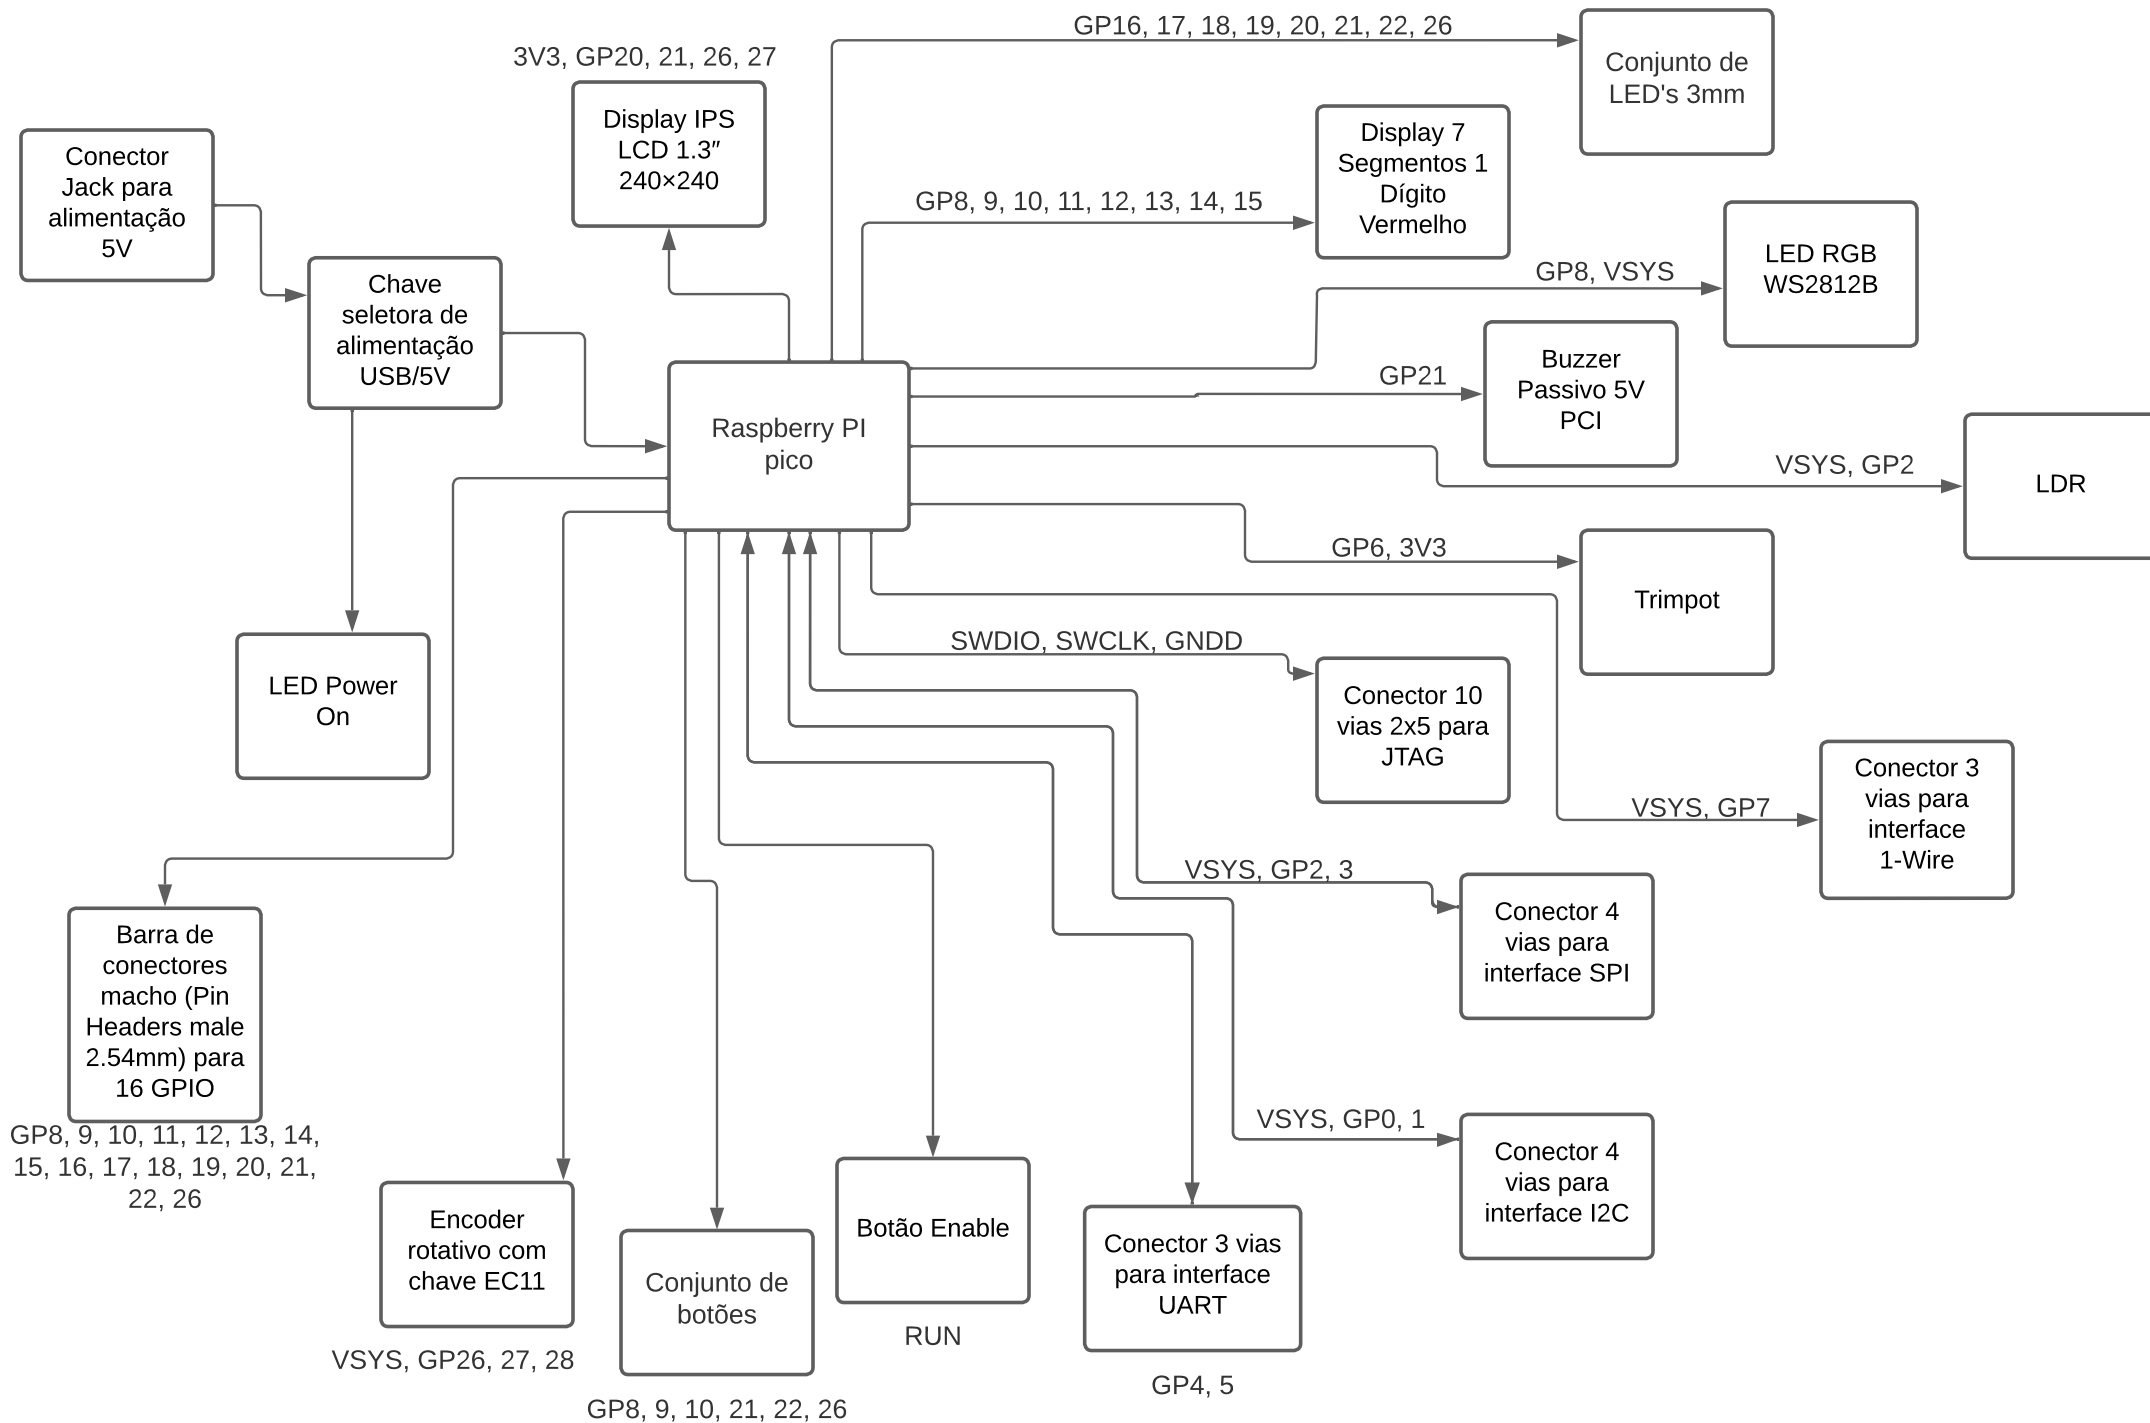 GP16, 17, 18, 19, 20, 21, 22, 26
Conjunto de
LED's 3mm
3V3, GP20, 21, 26, 27
Display IPS
LCD 1.3″
240×240
Display 7
Segmentos 1
Dígito
Vermelho
GP8, 9, 10, 11, 12, 13, 14, 15
Conector
Jack para
alimentação
5V
Chave
seletora de
alimentação
USB/5V
GP8, VSYS
LED RGB
WS2812B
GP21
Buzzer
Passivo 5V
PCI
Raspberry PI
pico
VSYS, GP2
LDR
GP6, 3V3
Trimpot
SWDIO, SWCLK, GNDD
Conector 10
vias 2x5 para
JTAG
LED Power
On
VSYS, GP7
Conector 3
vias para
interface
1-Wire
VSYS, GP2, 3
Conector 4
vias para
interface SPI
Barra de
conectores
macho (Pin
Headers male
2.54mm) para
16 GPIO
GP8, 9, 10, 11, 12, 13, 14,
15, 16, 17, 18, 19, 20, 21,
22, 26
VSYS, GP0, 1
Conector 4
vias para
interface I2C
Encoder
rotativo com
chave EC11
VSYS, GP26, 27, 28
Conjunto de
botões
GP8, 9, 10, 21, 22, 26
Botão Enable
RUN
Conector 3 vias
para interface
UART
GP4, 5